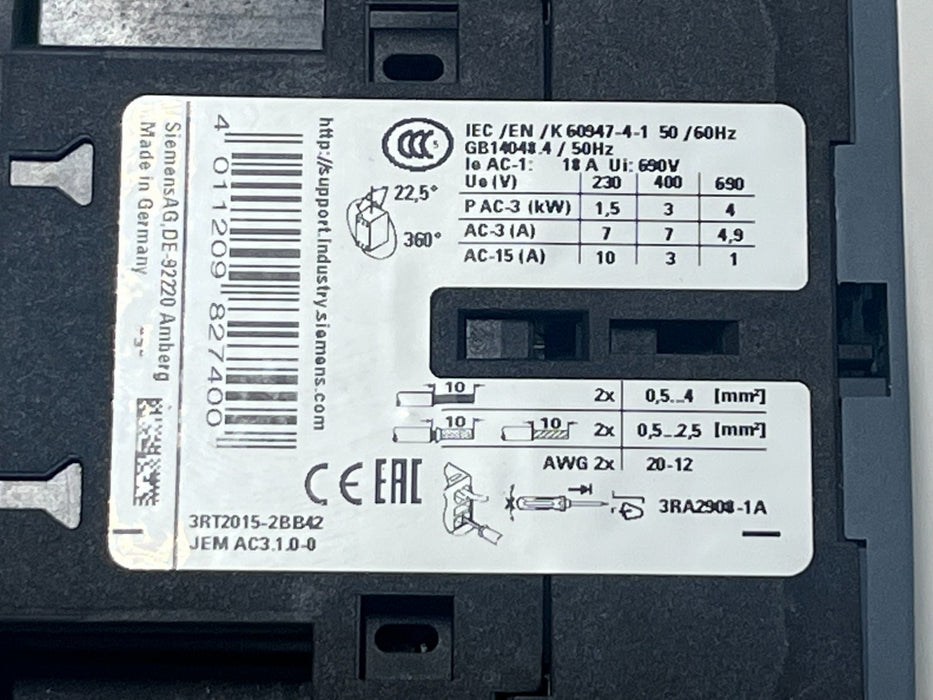 SiemensAG,DE-92220 Amberg
Made in Germany
4 011209 827400
http://support.industry.siemens.com
CCC S
IEC /EN /K 60947-4-1 50 /60Hz
GB14048.4 / 50Hz
Ie AC-1: 18 A Ui: 690V
Ue (V) 230 400 690
P AC-3 (kW) 1,5 3 4
AC-3 (A) 7 7 4,9
AC-15 (A) 10 3 1
22,5°
360°
10 2x 0,5...4 [mm²]
10 10 2x 0,5...2,5 [mm²]
AWG 2x 20-12
CE EAC
3RA2908-1A
3RT2015-2BB42
JEM AC3.1.0-0